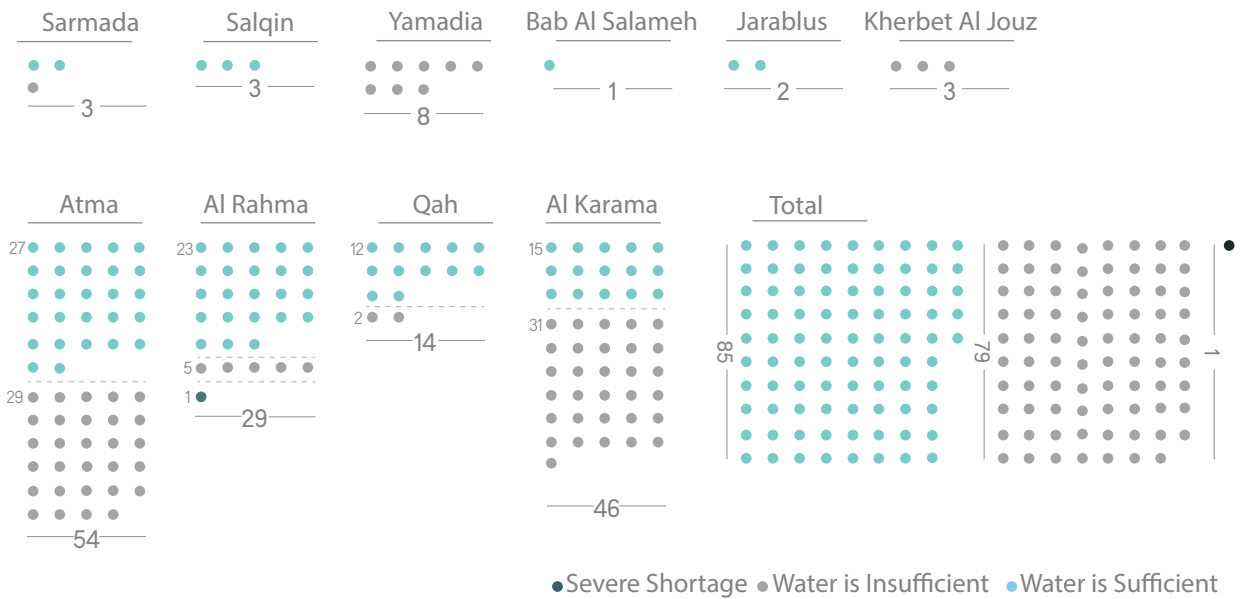 Sarmada
Salqin
Yamadia
Bab Al Salameh
Jarablus
Kherbet Al Jouz
3
3
8
1
2
3
Atma
Al Rahma
Qah
Al Karama
Total
27
29
54
23
5
1
29
12
2
14
15
31
46
85
79
1
Severe Shortage
Water is Insufficient
Water is Sufficient